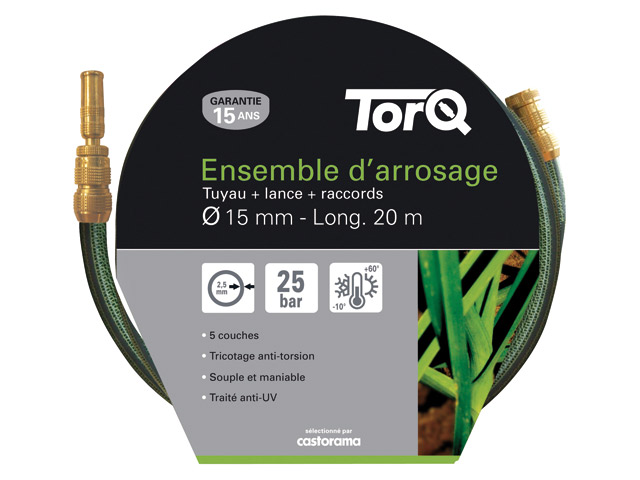 GARANTIE
15 ANS
TorQ
Ensemble d'arrosage
Tuyau + lance + raccords
Ø 15 mm - Long. 20 m
2,5
mm
25
bar
+60°
-10°
• 5 couches
• Tricotage anti-torsion
• Souple et maniable
• Traité anti-UV
sélectionné par
castorama